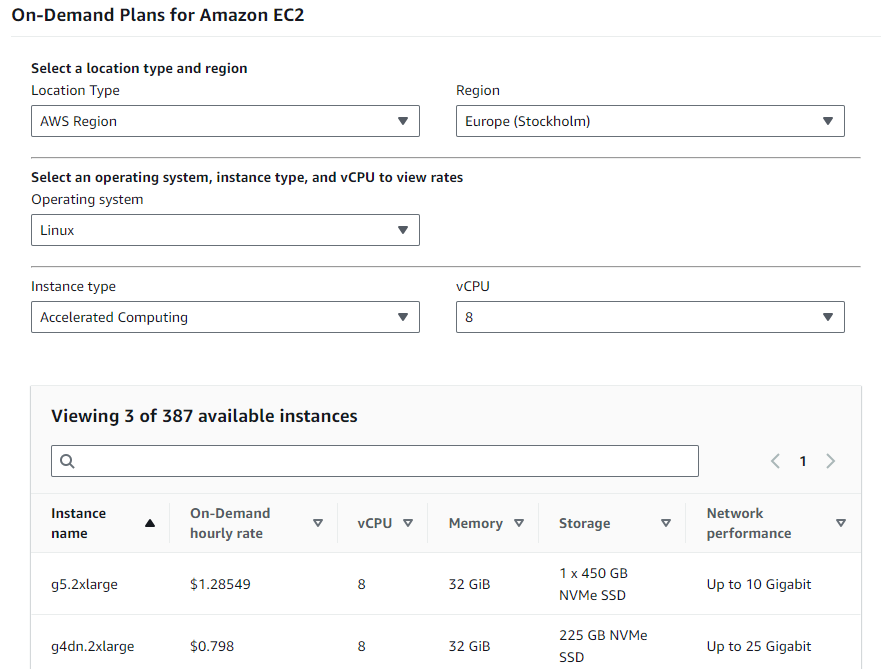 On-Demand Plans for Amazon EC2
Select a location type and region
Location Type
Region
AWS Region
Europe (Stockholm)
Select an operating system, instance type, and vCPU to view rates
Operating system
Linux
Instance type
vCPU
Accelerated Computing
8
Viewing 3 of 387 available instances
1
Instance name
On-Demand hourly rate
vCPU
Memory
Storage
Network performance
g5.2xlarge
$1.28549
8
32 GiB
1 x 450 GB NVMe SSD
Up to 10 Gigabit
g4dn.2xlarge
$0.798
8
32 GiB
225 GB NVMe SSD
Up to 25 Gigabit